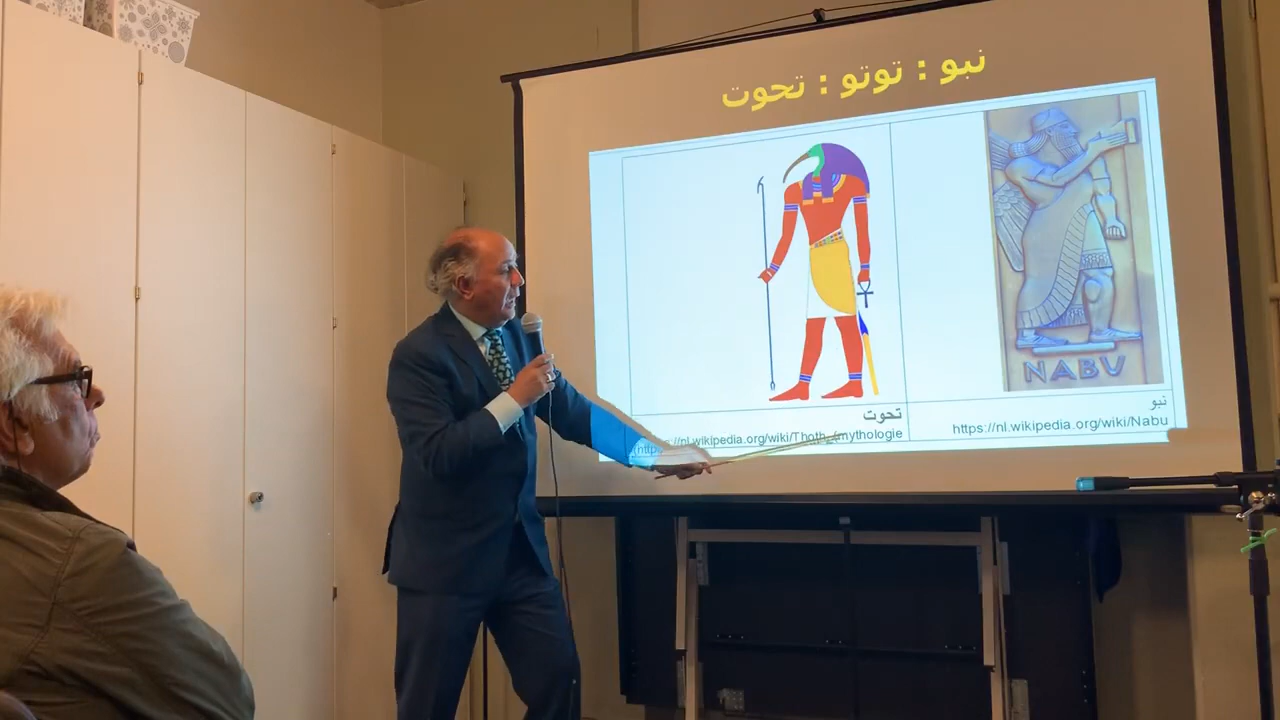 نبو : توتو : تحوت
NABU
تحوت
نبو
://nl.wikipedia.org/wiki/Thoth_(mythologie
https://nl.wikipedia.org/wiki/Nabu